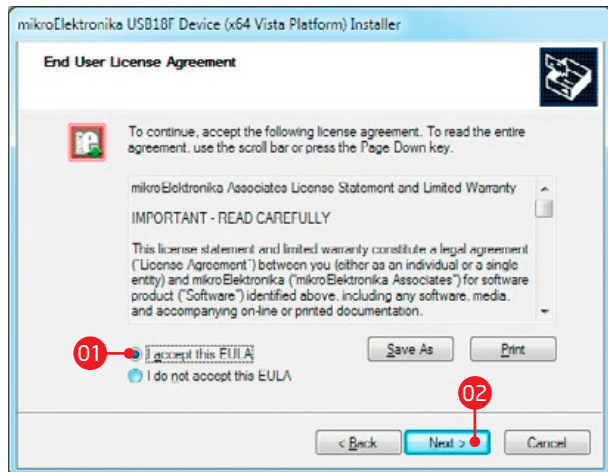 mikroElektronika USB18F Device (x64 Vista Platform) Installer
End User License Agreement
To continue, accept the following license agreement. To read the entire
agreement, use the scroll bar or press the Page Down key.
mikroElektronika Associates License Statement and Limited Warranty
IMPORTANT - READ CAREFULLY
This license statement and limited warranty constitute a legal agreement
("License Agreement") between you (either as an individual or a single
entity) and mikroElektronika ("mikroElektronika Associates") for software
product ("Software") identified above, including any software, media,
and accompanying on-line or printed documentation.
01
I accept this EULA
Save As
Print
I do not accept this EULA
02
< Back
Next >
Cancel